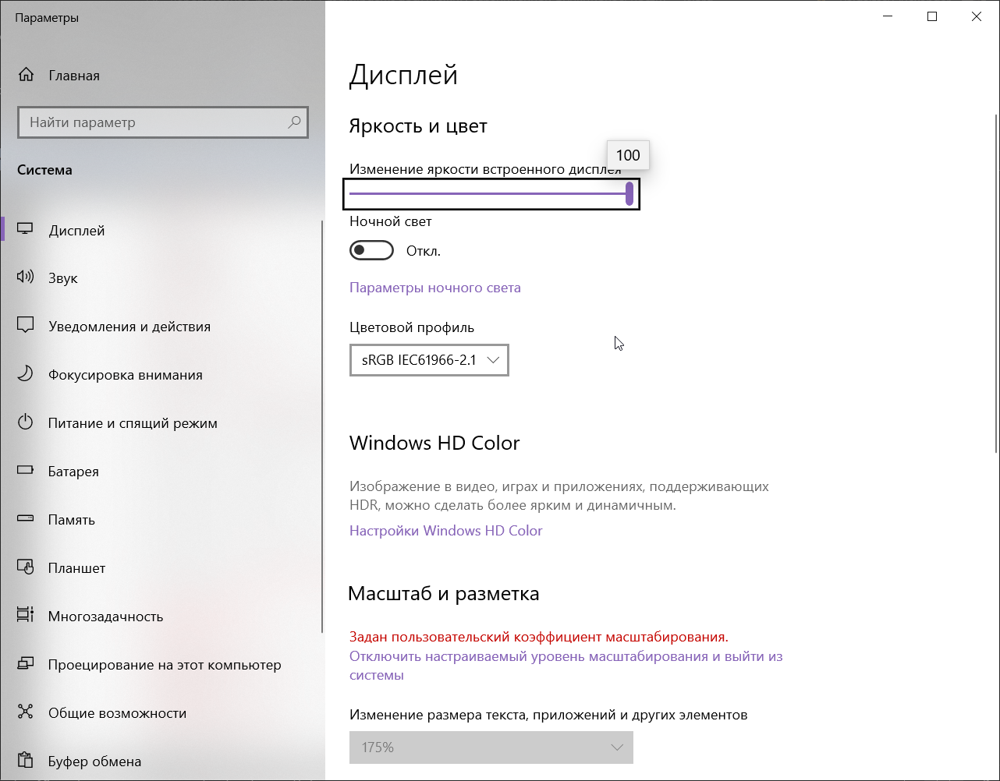 Параметры
Главная
Найти параметр
Система
Дисплей
Звук
Уведомления и действия
Фокусировка внимания
Питание и спящий режим
Батарея
Память
Планшет
Многозадачность
Проецирование на этот компьютер
Общие возможности
Буфер обмена
Дисплей
Яркость и цвет
100
Изменение яркости встроенного дисплея
Ночной свет
Откл.
Параметры ночного света
Цветовой профиль
sRGB IEC61966-2.1
Windows HD Color
Изображение в видео, играх и приложениях, поддерживающих
HDR, можно сделать более ярким и динамичным.
Настройки Windows HD Color
Масштаб и разметка
Задан пользовательский коэффициент масштабирования.
Отключить настраиваемый уровень масштабирования и выйти из
системы
Изменение размера текста, приложений и других элементов
175%